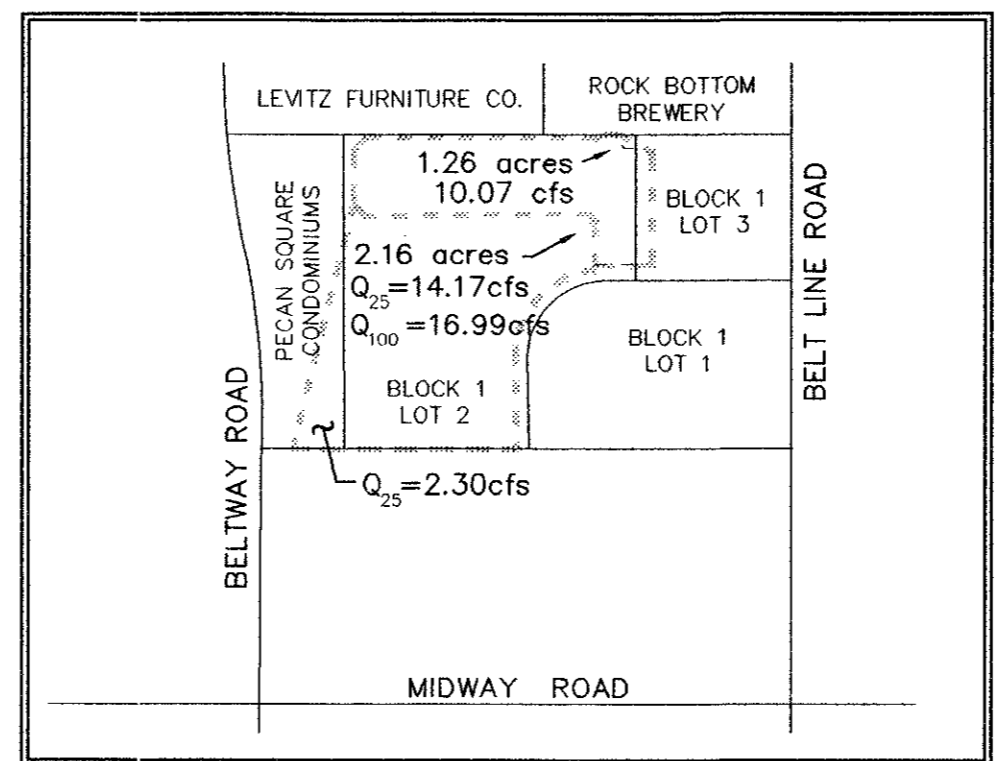 LEVITZ FURNITURE CO.
ROCK BOTTOM
BREWERY
1.26 acres
10.07 cfs
PECAN SQUARE
CONDOMINIUMS
BLOCK 1
LOT 3
2.16 acres
Q25=14.17cfs
Q100=16.99cfs
BLOCK 1
LOT 1
BLOCK 1
LOT 2
BELT LINE ROAD
BELTWAY ROAD
Q25=2.30cfs
MIDWAY ROAD